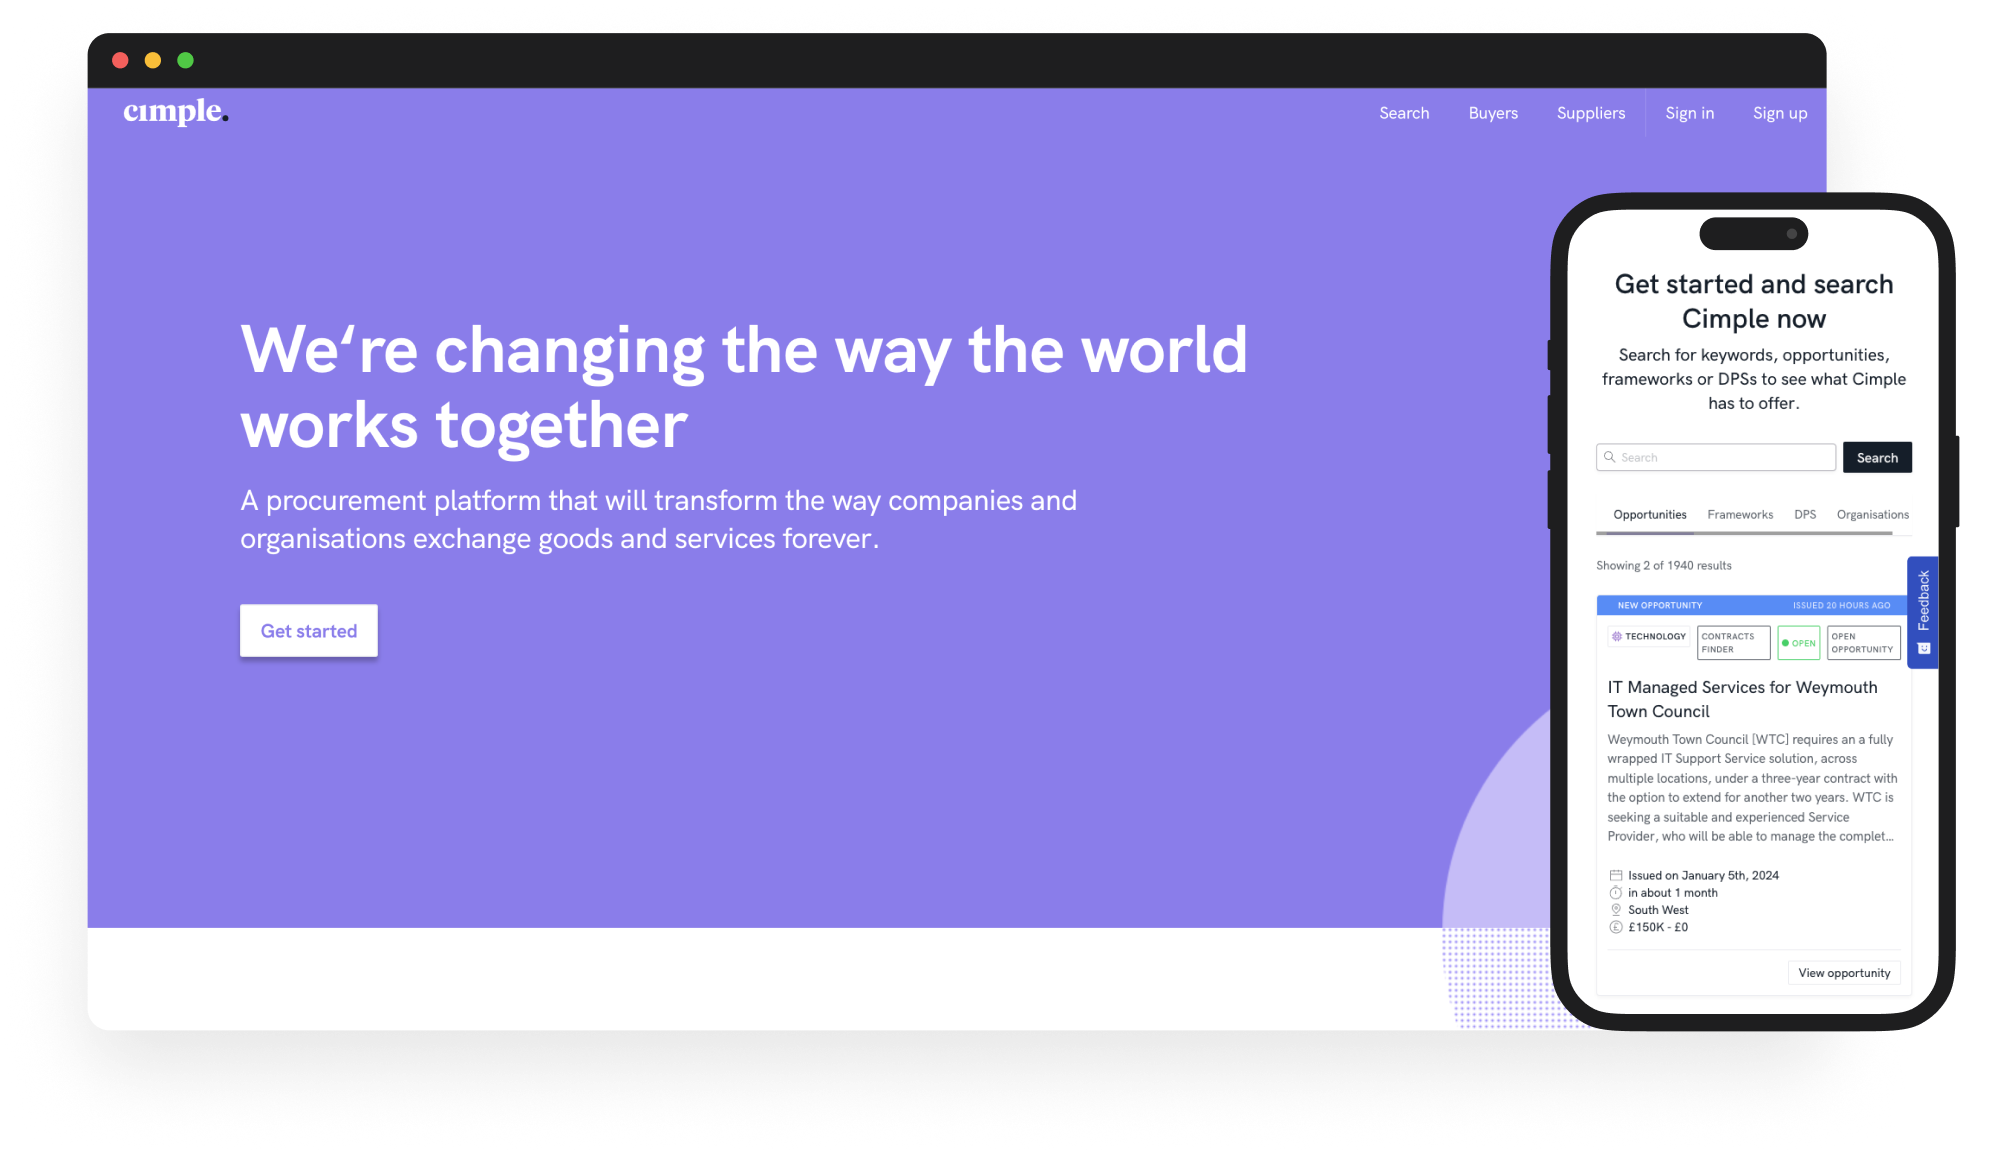 cımple.
Search Buyers Suppliers Sign in Sign up
We‘re changing the way the world
works together
A procurement platform that will transform the way companies and
organisations exchange goods and services forever.
Get started
Get started and search
Cimple now
Search for keywords, opportunities,
frameworks or DPSs to see what Cimple
has to offer.
Search Search
Opportunities Frameworks DPS Organisations
Showing 2 of 1940 results
Feedback
NEW OPPORTUNITY ISSUED 20 HOURS AGO
TECHNOLOGY
CONTRACTS
FINDER
OPEN
OPEN
OPPORTUNITY
IT Managed Services for Weymouth
Town Council
Weymouth Town Council [WTC] requires an a fully
wrapped IT Support Service solution, across
multiple locations, under a three-year contract with
the option to extend for another two years. WTC is
seeking a suitable and experienced Service
Provider, who will be able to manage the complet...
Issued on January 5th, 2024
in about 1 month
South West
£150K - £0
View opportunity